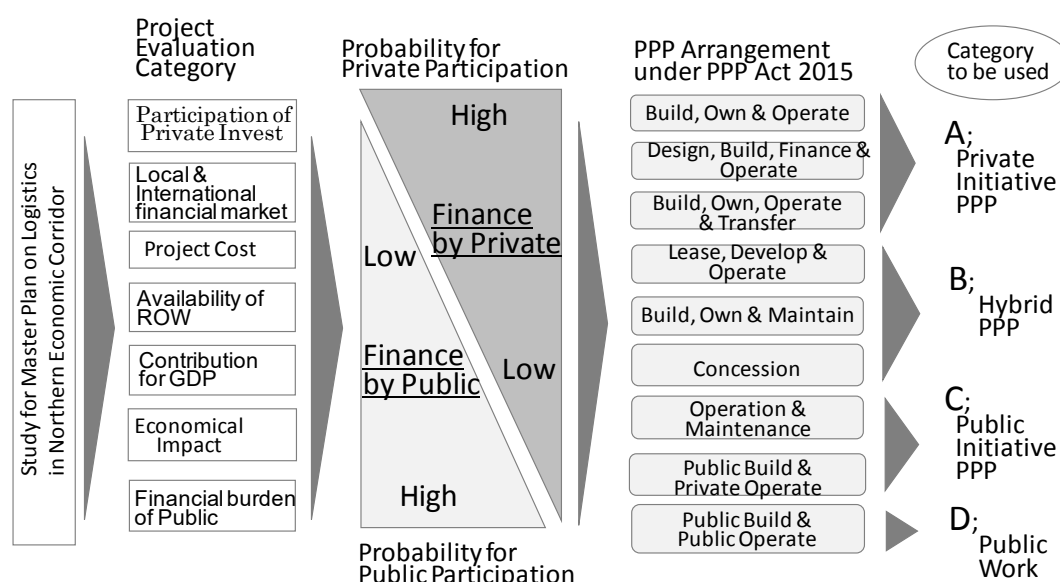 Project
Evaluation
Category
Probability for
Private Participation
PPP Arrangement
under PPP Act 2015
Category
to be used
Study for Master Plan on Logistics
in Northern Economic Corridor
Participation of
Private Invest
Local &
International
financial market
Project Cost
Availability of
ROW
Contribution
for GDP
Economical
Impact
Financial burden
of Public
High
Finance
by Private
Low
Low
Finance
by Public
High
Probability for
Public Participation
Build, Own & Operate
Design, Build, Finance &
Operate
Build, Own, Operate
& Transfer
Lease, Develop &
Operate
Build, Own & Maintain
Concession
Operation &
Maintenance
Public Build &
Private Operate
Public Build &
Public Operate
A;
Private
Initiative
PPP
B;
Hybrid
PPP
C;
Public
Initiative
PPP
D;
Public
Work